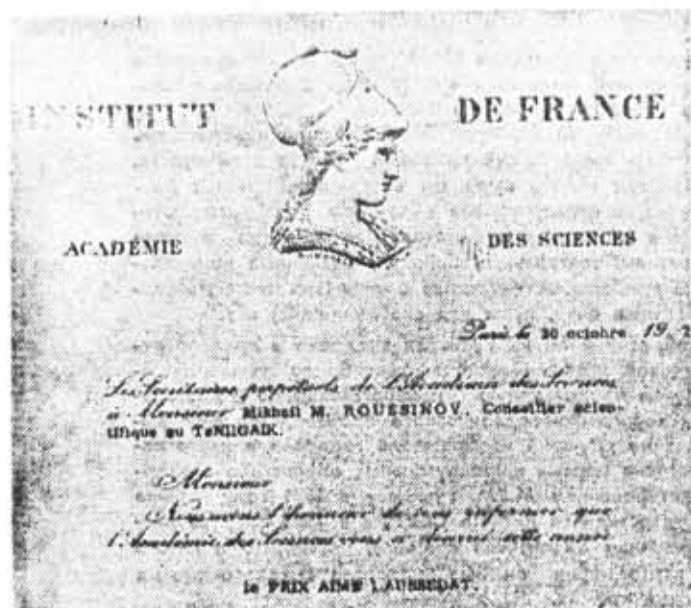 INSTITUT DE FRANCE
ACADÉMIE DES SCIENCES
Paris, le 30 octobre 19
Les Secrétaires perpétuels de l'Académie des Sciences
à Monsieur Mikhail M. ROUSSINOV, Conseiller scien-
tifique au TsNIIGAIK.
Monsieur
Nous avons l'honneur de vous informer que
l'Académie des Sciences vous a décerné cette année
le PRIX AIMÉ LAUSSEDAT.